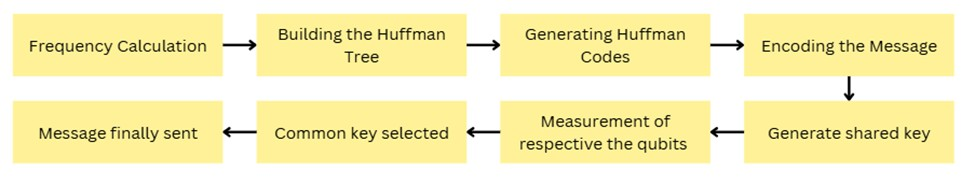 Frequency Calculation
Building the Huffman
Tree
Generating Huffman
Codes
Encoding the Message
Generate shared key
Measurement of
respective the qubits
Common key selected
Message finally sent